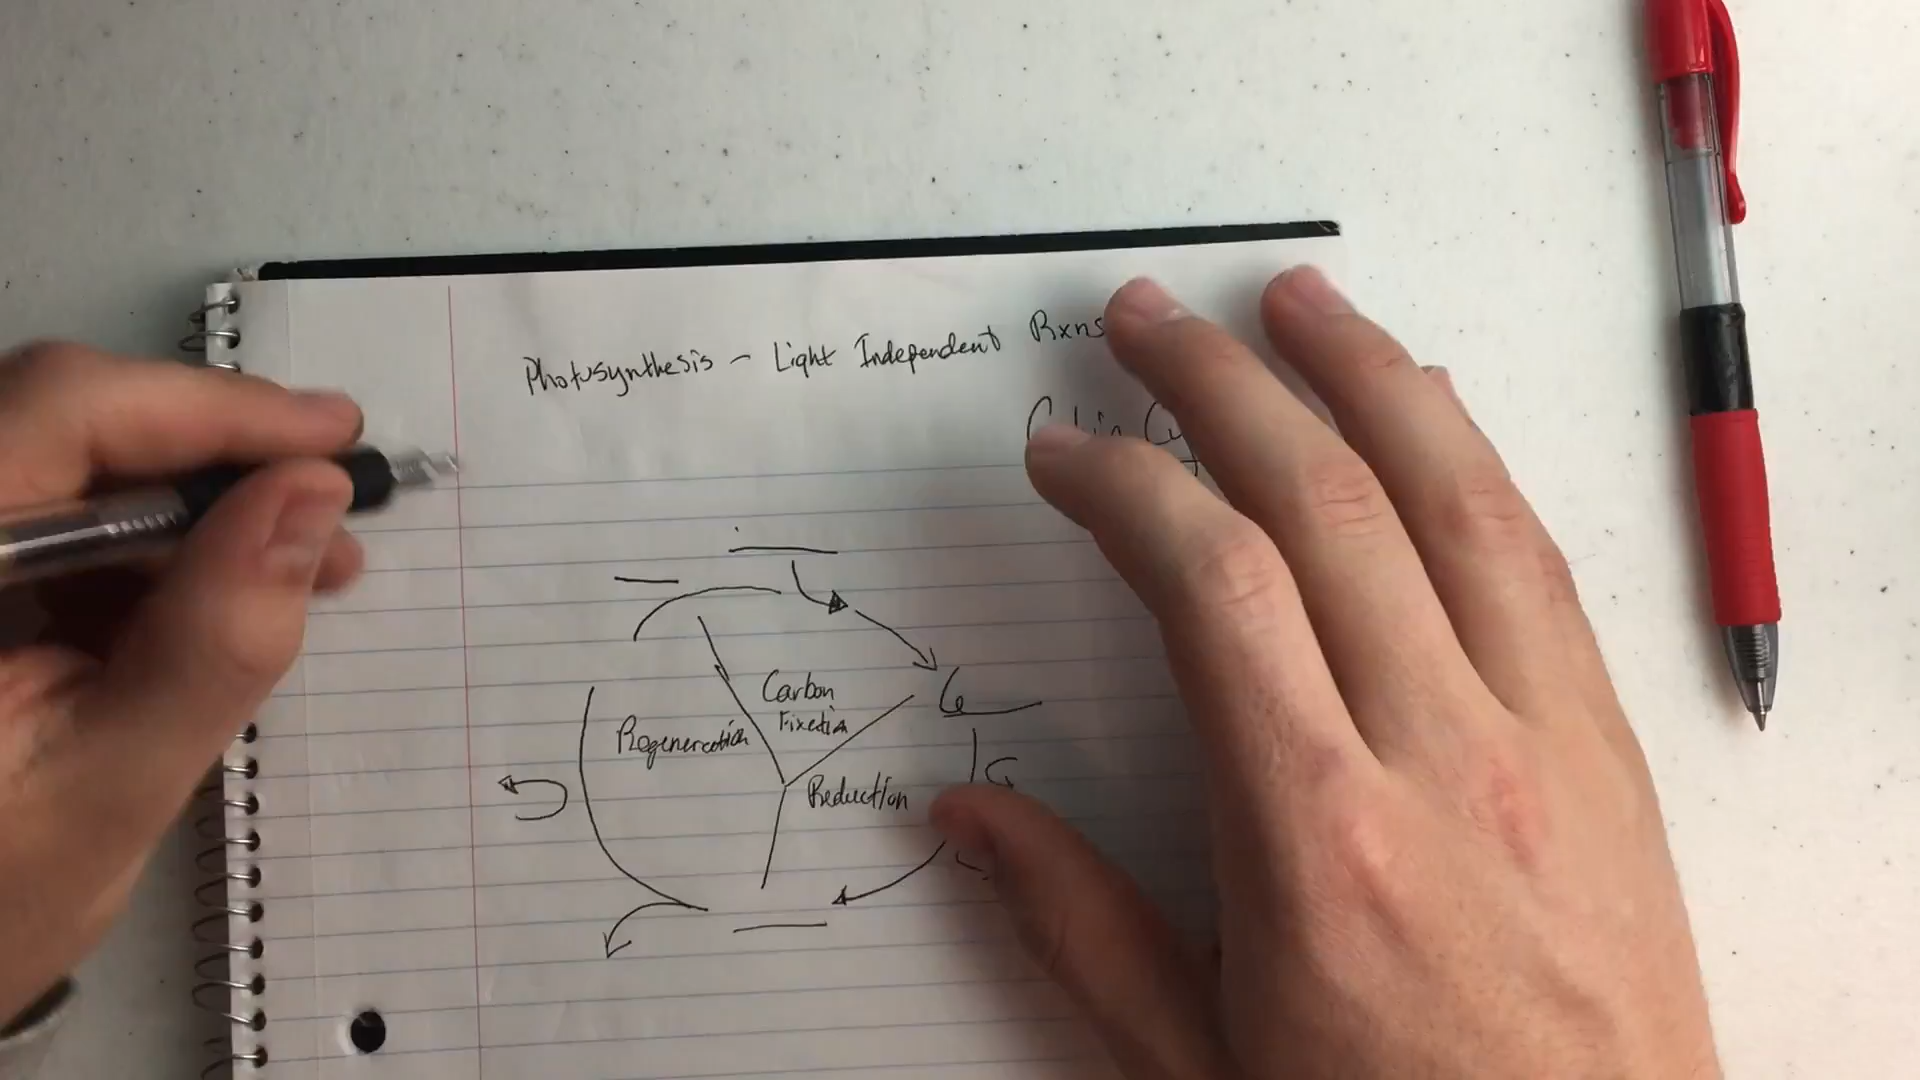 Photosynthesis - Light Independent Rxns
Carbon
Fixation
Regeneration
Reduction